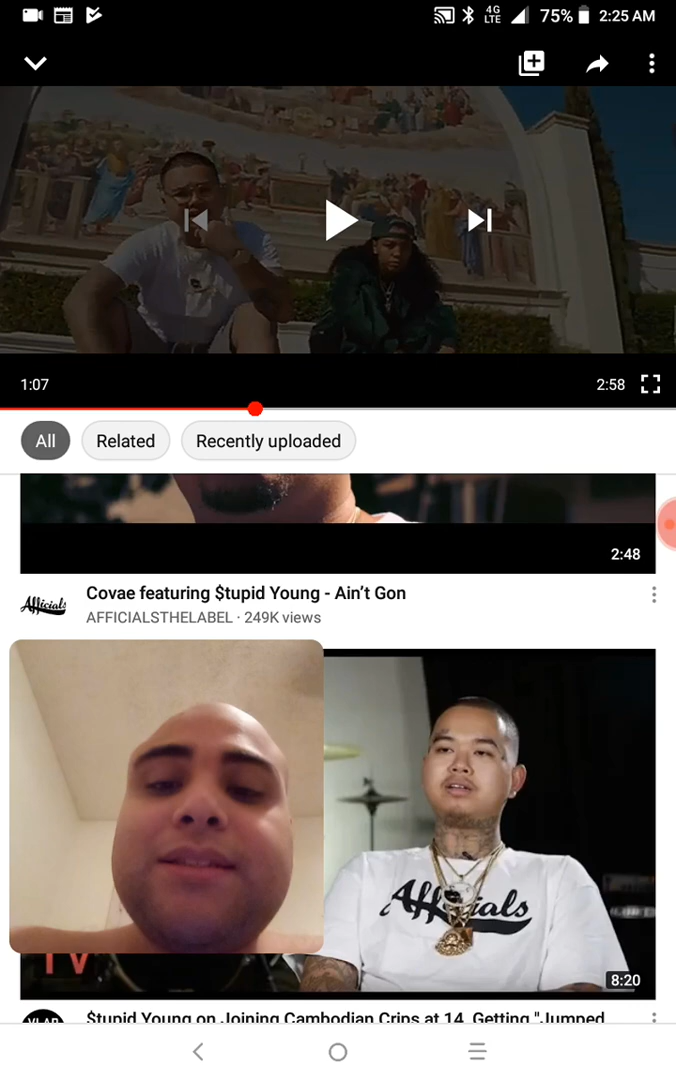 4G
LTE
75%
2:25 AM
1:07
2:58
All
Related
Recently uploaded
2:48
Afficials
Covae featuring $tupid Young - Ain’t Gon
AFFICIALSTHELABEL · 249K views
Afficials
TV
8:20
VLAD
$tupid Young on Joining Cambodian Crips at 14, Getting "Jumped